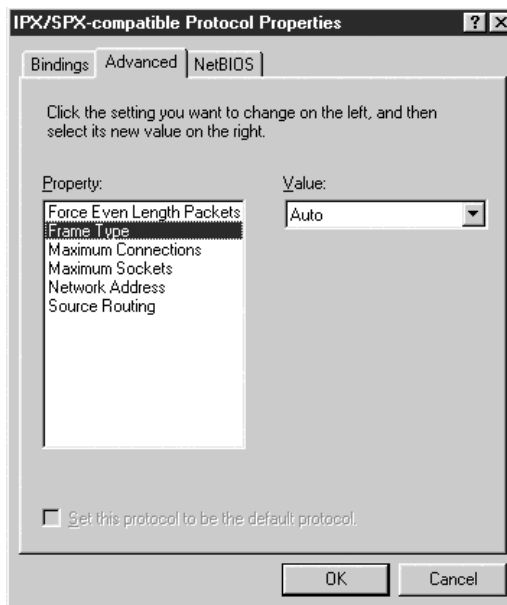 IPX/SPX-compatible Protocol Properties
Bindings Advanced NetBIOS
Click the setting you want to change on the left, and then
select its new value on the right.
Property:
Value:
Force Even Length Packets
Frame Type
Maximum Connections
Maximum Sockets
Network Address
Source Routing
Auto
Set this protocol to be the default protocol.
OK Cancel